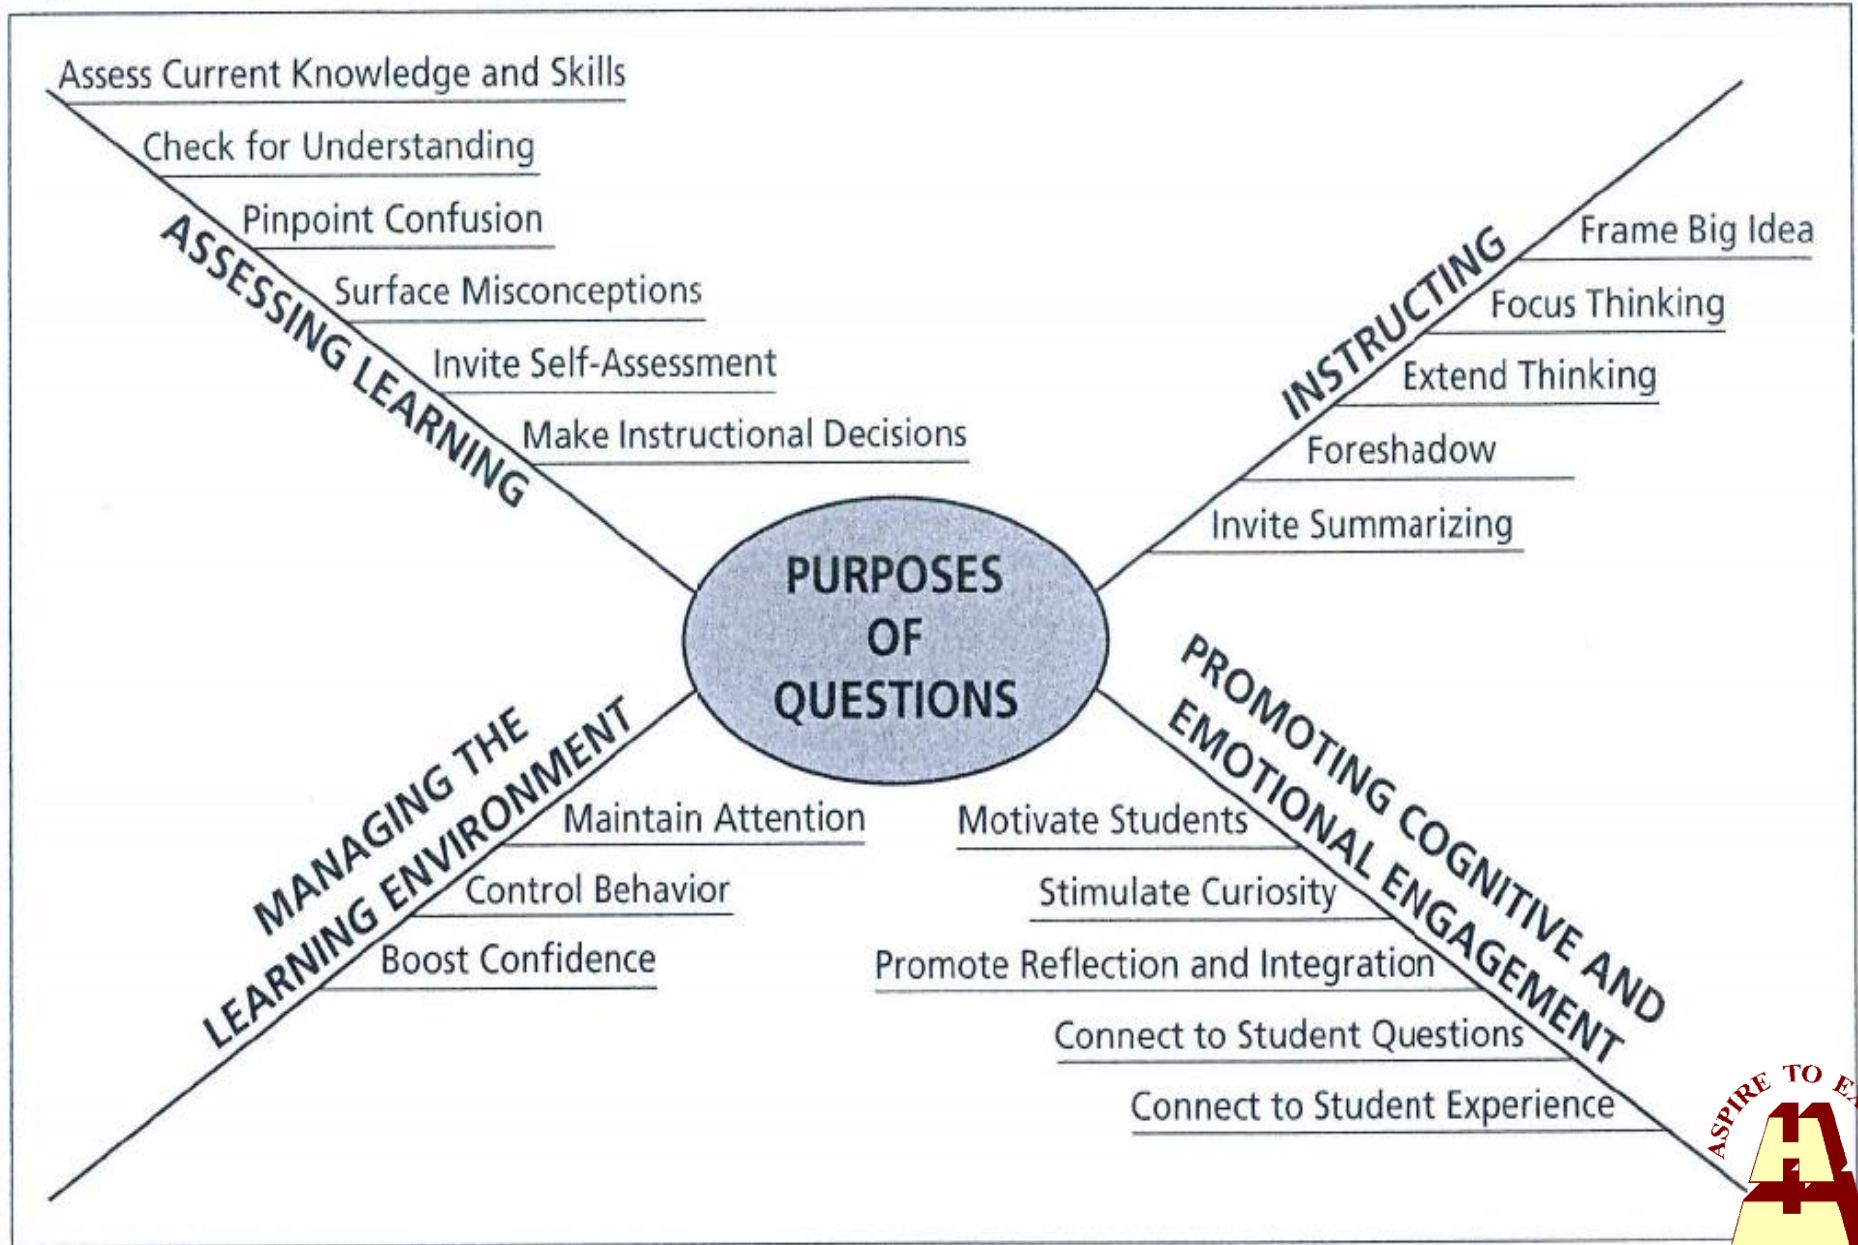 Assess Current Knowledge and Skills
Check for Understanding
Pinpoint Confusion
Surface Misconceptions
Invite Self-Assessment
Make Instructional Decisions
ASSESSING LEARNING
INSTRUCTING
Frame Big Idea
Focus Thinking
Extend Thinking
Foreshadow
Invite Summarizing
PURPOSES
OF
QUESTIONS
MANAGING THE
LEARNING ENVIRONMENT
Maintain Attention
Control Behavior
Boost Confidence
PROMOTING COGNITIVE AND
EMOTIONAL ENGAGEMENT
Motivate Students
Stimulate Curiosity
Promote Reflection and Integration
Connect to Student Questions
Connect to Student Experience
ASPIRE TO